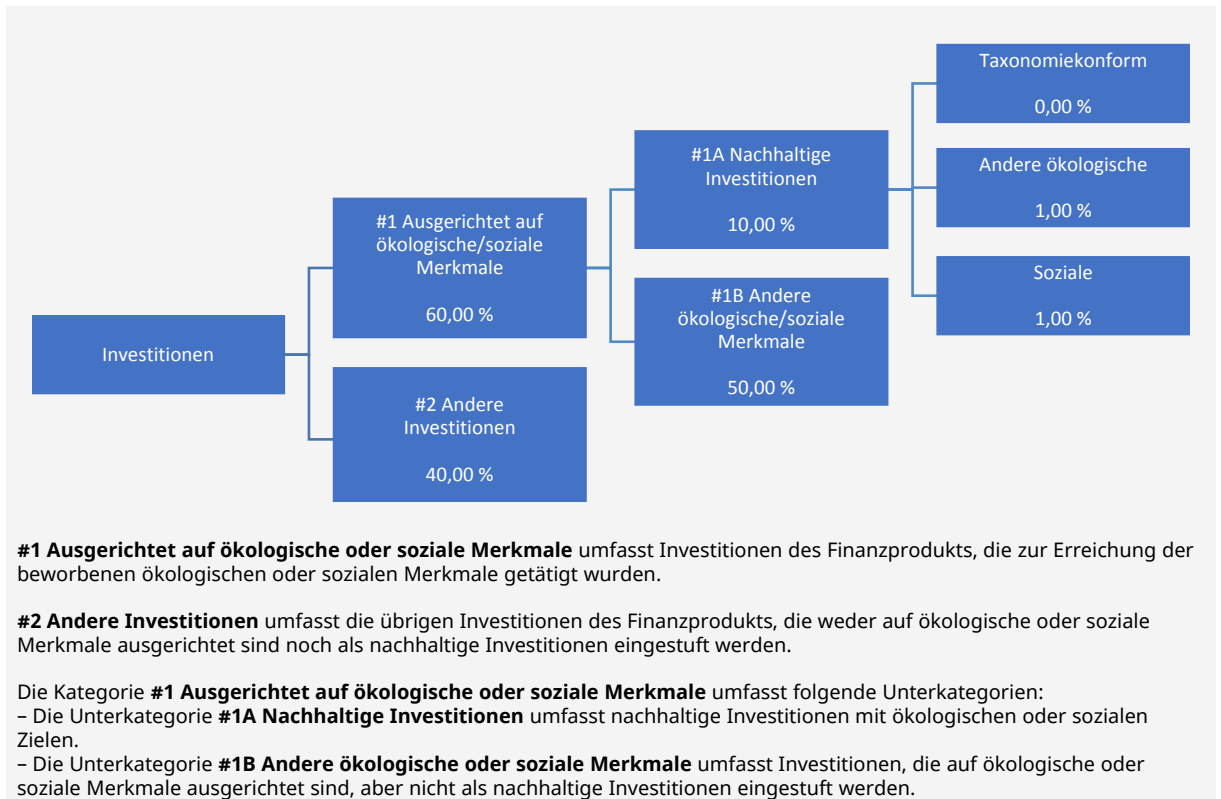 Investitionen
#1 Ausgerichtet auf
ökologische/soziale
Merkmale
60,00 %
#2 Andere
Investitionen
40,00 %
#1A Nachhaltige
Investitionen
10,00 %
#1B Andere
ökologische/soziale
Merkmale
50,00 %
Taxonomiekonform
0,00 %
Andere ökologische
1,00 %
Soziale
1,00 %
#1 Ausgerichtet auf ökologische oder soziale Merkmale umfasst Investitionen des Finanzprodukts, die zur Erreichung der
beworbenen ökologischen oder sozialen Merkmale getätigt wurden.
#2 Andere Investitionen umfasst die übrigen Investitionen des Finanzprodukts, die weder auf ökologische oder soziale
Merkmale ausgerichtet sind noch als nachhaltige Investitionen eingestuft werden.
Die Kategorie #1 Ausgerichtet auf ökologische oder soziale Merkmale umfasst folgende Unterkategorien:
– Die Unterkategorie #1A Nachhaltige Investitionen umfasst nachhaltige Investitionen mit ökologischen oder sozialen
Zielen.
– Die Unterkategorie #1B Andere ökologische oder soziale Merkmale umfasst Investitionen, die auf ökologische oder
soziale Merkmale ausgerichtet sind, aber nicht als nachhaltige Investitionen eingestuft werden.